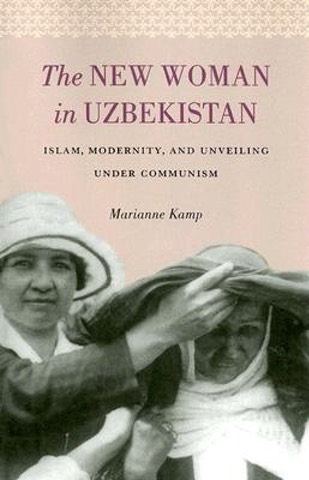 The NEW WOMAN
in UZBEKISTAN
ISLAM, MODERNITY, AND UNVEILING
UNDER COMMUNISM
Marianne Kamp